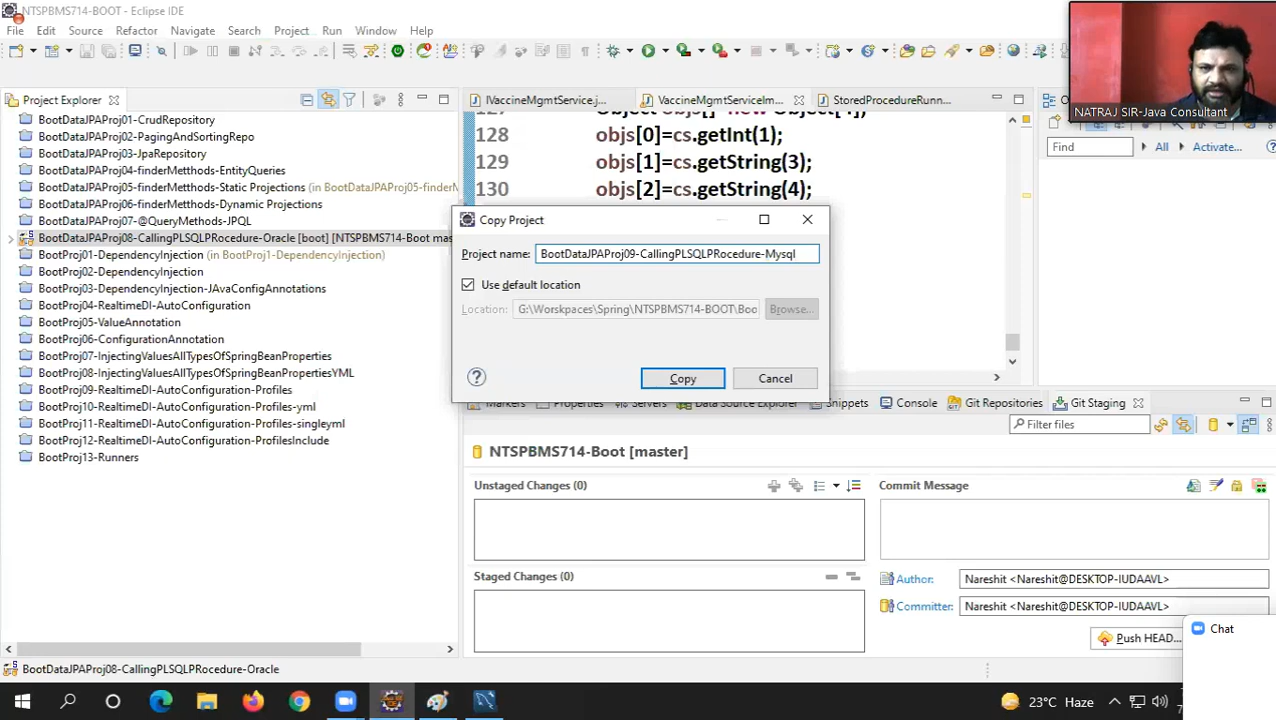 NTSPBMS714-BOOT - Eclipse IDE
File Edit Source Refactor Navigate Search Project Run Window Help
NATRAJ SIR-Java Consultant
Project Explorer
IVaccineMgmtService.j...
VaccineMgmtServiceIm...
StoredProcedureRunn...
Find
All
Activate...
BootDataJPAProj01-CrudRepository
BootDataJPAProj02-PagingAndSortingRepo
BootDataJPAProj03-JpaRepository
BootDataJPAProj04-finderMethods-EntityQueries
BootDataJPAProj05-finderMetthods-Static Projections (in BootDataJPAProj05-finderM
BootDataJPAProj06-finderMetthods-Dynamic Projections
BootDataJPAProj07-@QueryMethods-JPQL
BootDataJPAProj08-CallingPLSQLPRocedure-Oracle [boot] [NTSPBMS714-Boot mas
BootProj01-DependencyInjection (in BootProj1-DependencyInjection)
BootProj02-DependencyInjection
BootProj03-DependencyInjection-JAvaConfigAnnotations
BootProj04-RealtimeDI-AutoConfiguration
BootProj05-ValueAnnotation
BootProj06-ConfigurationAnnotation
BootProj07-InjectingValuesAllTypesOfSpringBeanProperties
BootProj08-InjectingValuesAllTypesOfSpringBeanPropertiesYML
BootProj09-RealtimeDI-AutoConfiguration-Profiles
BootProj10-RealtimeDI-AutoConfiguration-Profiles-yml
BootProj11-RealtimeDI-AutoConfiguration-Profiles-singleyml
BootProj12-RealtimeDI-AutoConfiguration-ProfilesInclude
BootProj13-Runners
128 objs[0]=cs.getInt(1);
129 objs[1]=cs.getString(3);
130 objs[2]=cs.getString(4);
Copy Project
Project name: BootDataJPAProj09-CallingPLSQLPRocedure-Mysql
Use default location
Location: G:\Worskpaces\Spring\NTSPBMS714-BOOT\Boo Browse...
Copy Cancel
Markers Properties Servers Data Source Explorer Snippets Console Git Repositories Git Staging
Filter files
NTSPBMS714-Boot [master]
Unstaged Changes (0)
Commit Message
Staged Changes (0)
Author: Nareshit <Nareshit@DESKTOP-IUDAAVL>
Committer: Nareshit <Nareshit@DESKTOP-IUDAAVL>
Push HEAD...
Chat
BootDataJPAProj08-CallingPLSQLPRocedure-Oracle
23°C Haze